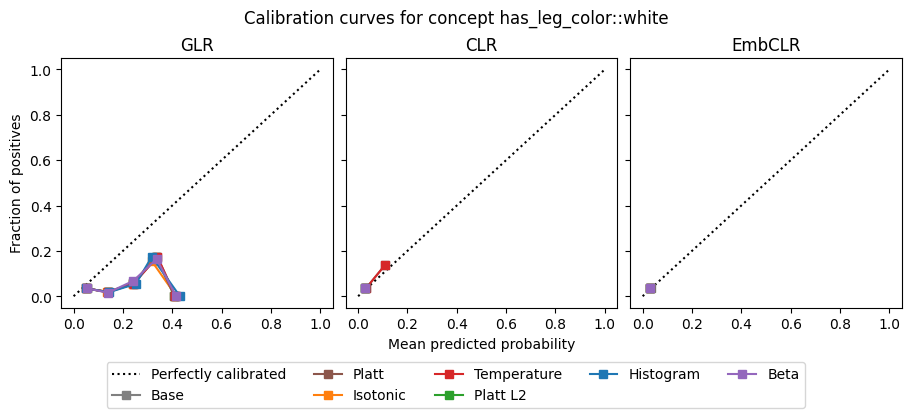 Calibration curves for concept has_leg_color::white
GLR
CLR
EmbCLR
1.0
0.8
0.6
0.4
0.2
0.0
Fraction of positives
0.0 0.2 0.4 0.6 0.8 1.0
0.0 0.2 0.4 0.6 0.8 1.0
0.0 0.2 0.4 0.6 0.8 1.0
Mean predicted probability
Perfectly calibrated Platt Temperature Histogram Beta
Base Isotonic Platt L2